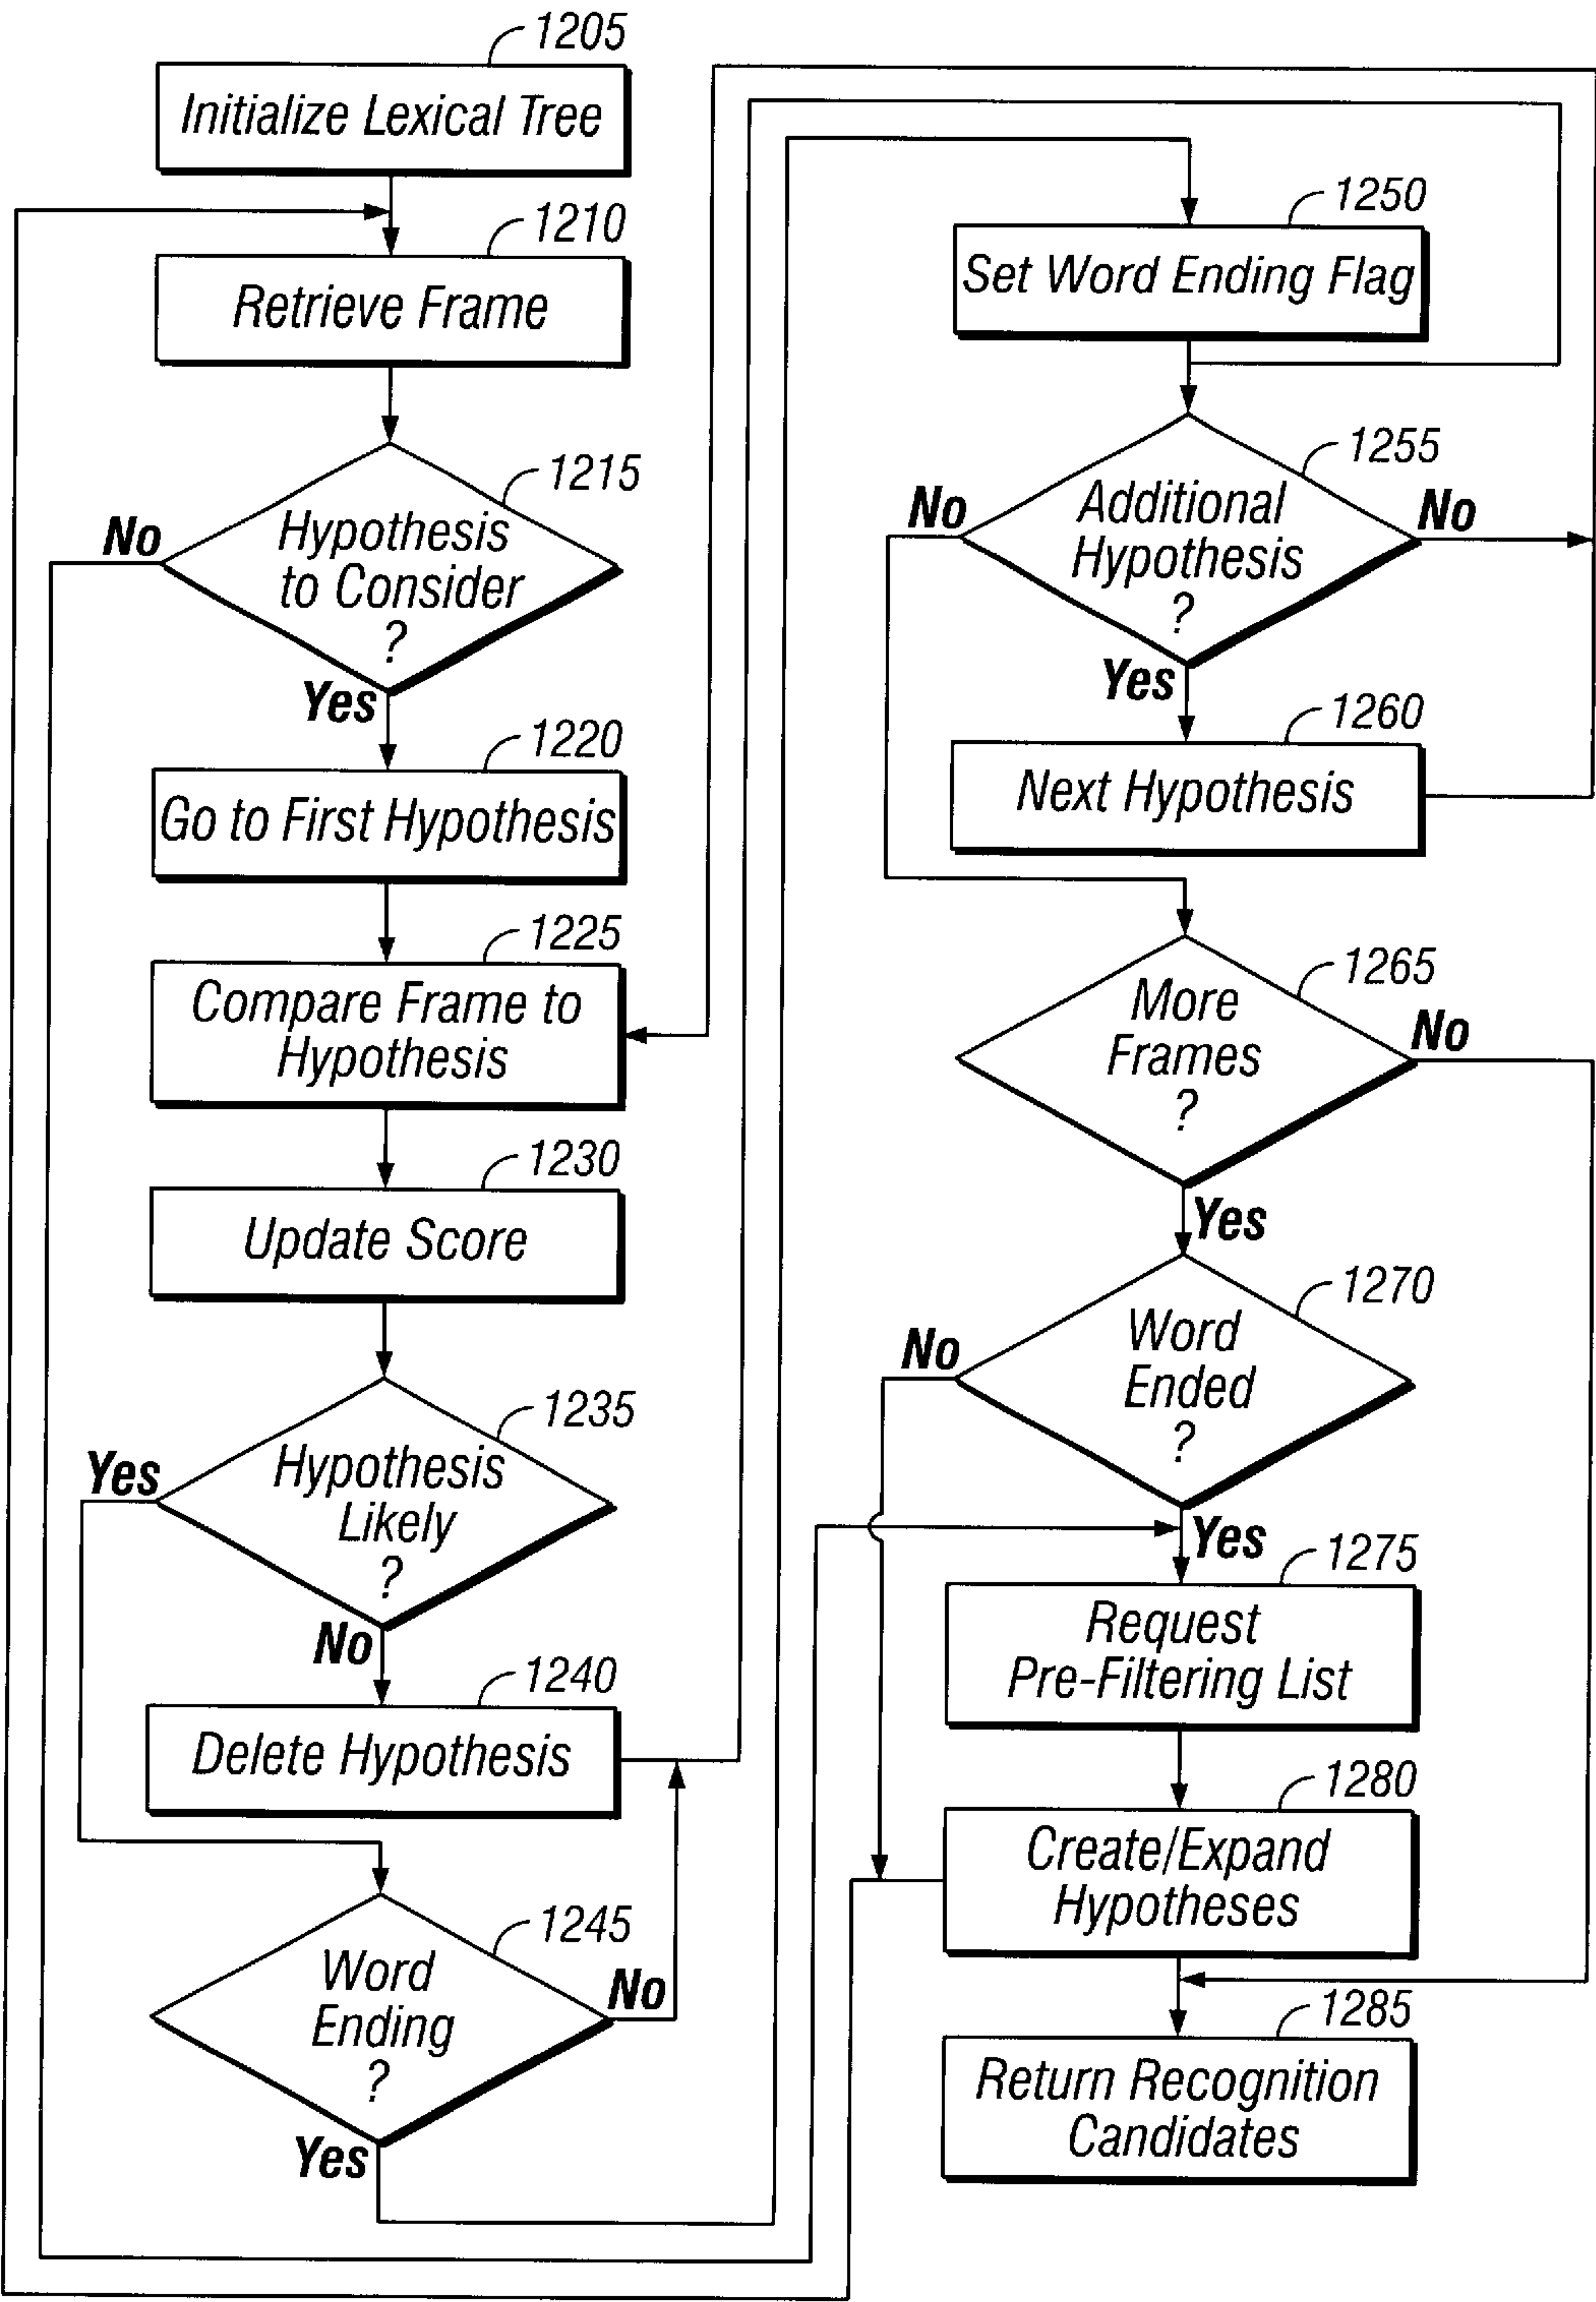 1205
Initialize Lexical Tree
1210
Retrieve Frame
1215
No
Hypothesis
to Consider
?
Yes
1220
Go to First Hypothesis
1225
Compare Frame to
Hypothesis
1230
Update Score
1235
Yes
Hypothesis
Likely
?
No
1240
Delete Hypothesis
1245
Word
Ending
?
No
Yes
1250
Set Word Ending Flag
1255
No
Additional
Hypothesis
?
No
Yes
1260
Next Hypothesis
1265
More
Frames
?
No
Yes
1270
No
Word
Ended
?
Yes
1275
Request
Pre-Filtering List
1280
Create/Expand
Hypotheses
1285
Return Recognition
Candidates